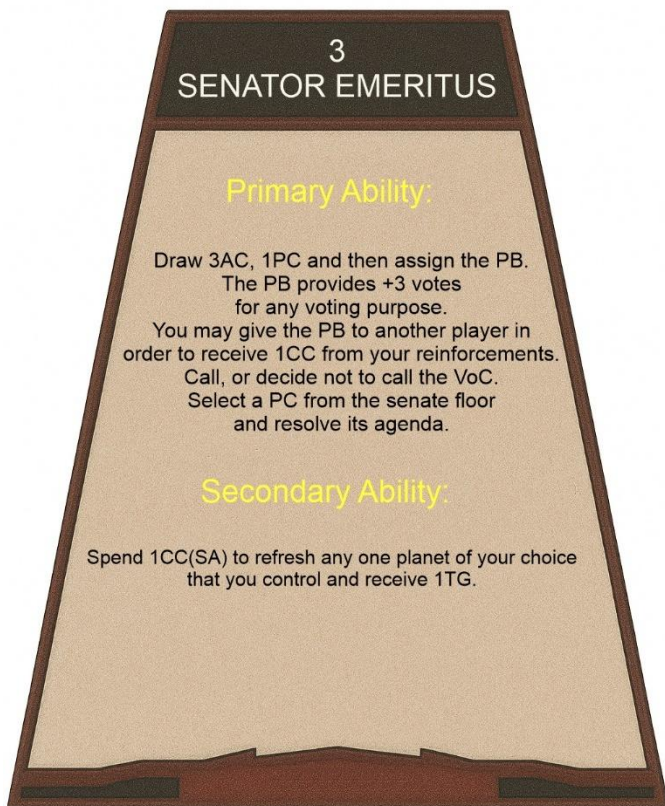 3
SENATOR EMERITUS
Primary Ability:
Draw 3AC, 1PC and then assign the PB.
The PB provides +3 votes
for any voting purpose.
You may give the PB to another player in
order to receive 1CC from your reinforcements.
Call, or decide not to call the VoC.
Select a PC from the senate floor
and resolve its agenda.
Secondary Ability:
Spend 1CC(SA) to refresh any one planet of your choice
that you control and receive 1TG.